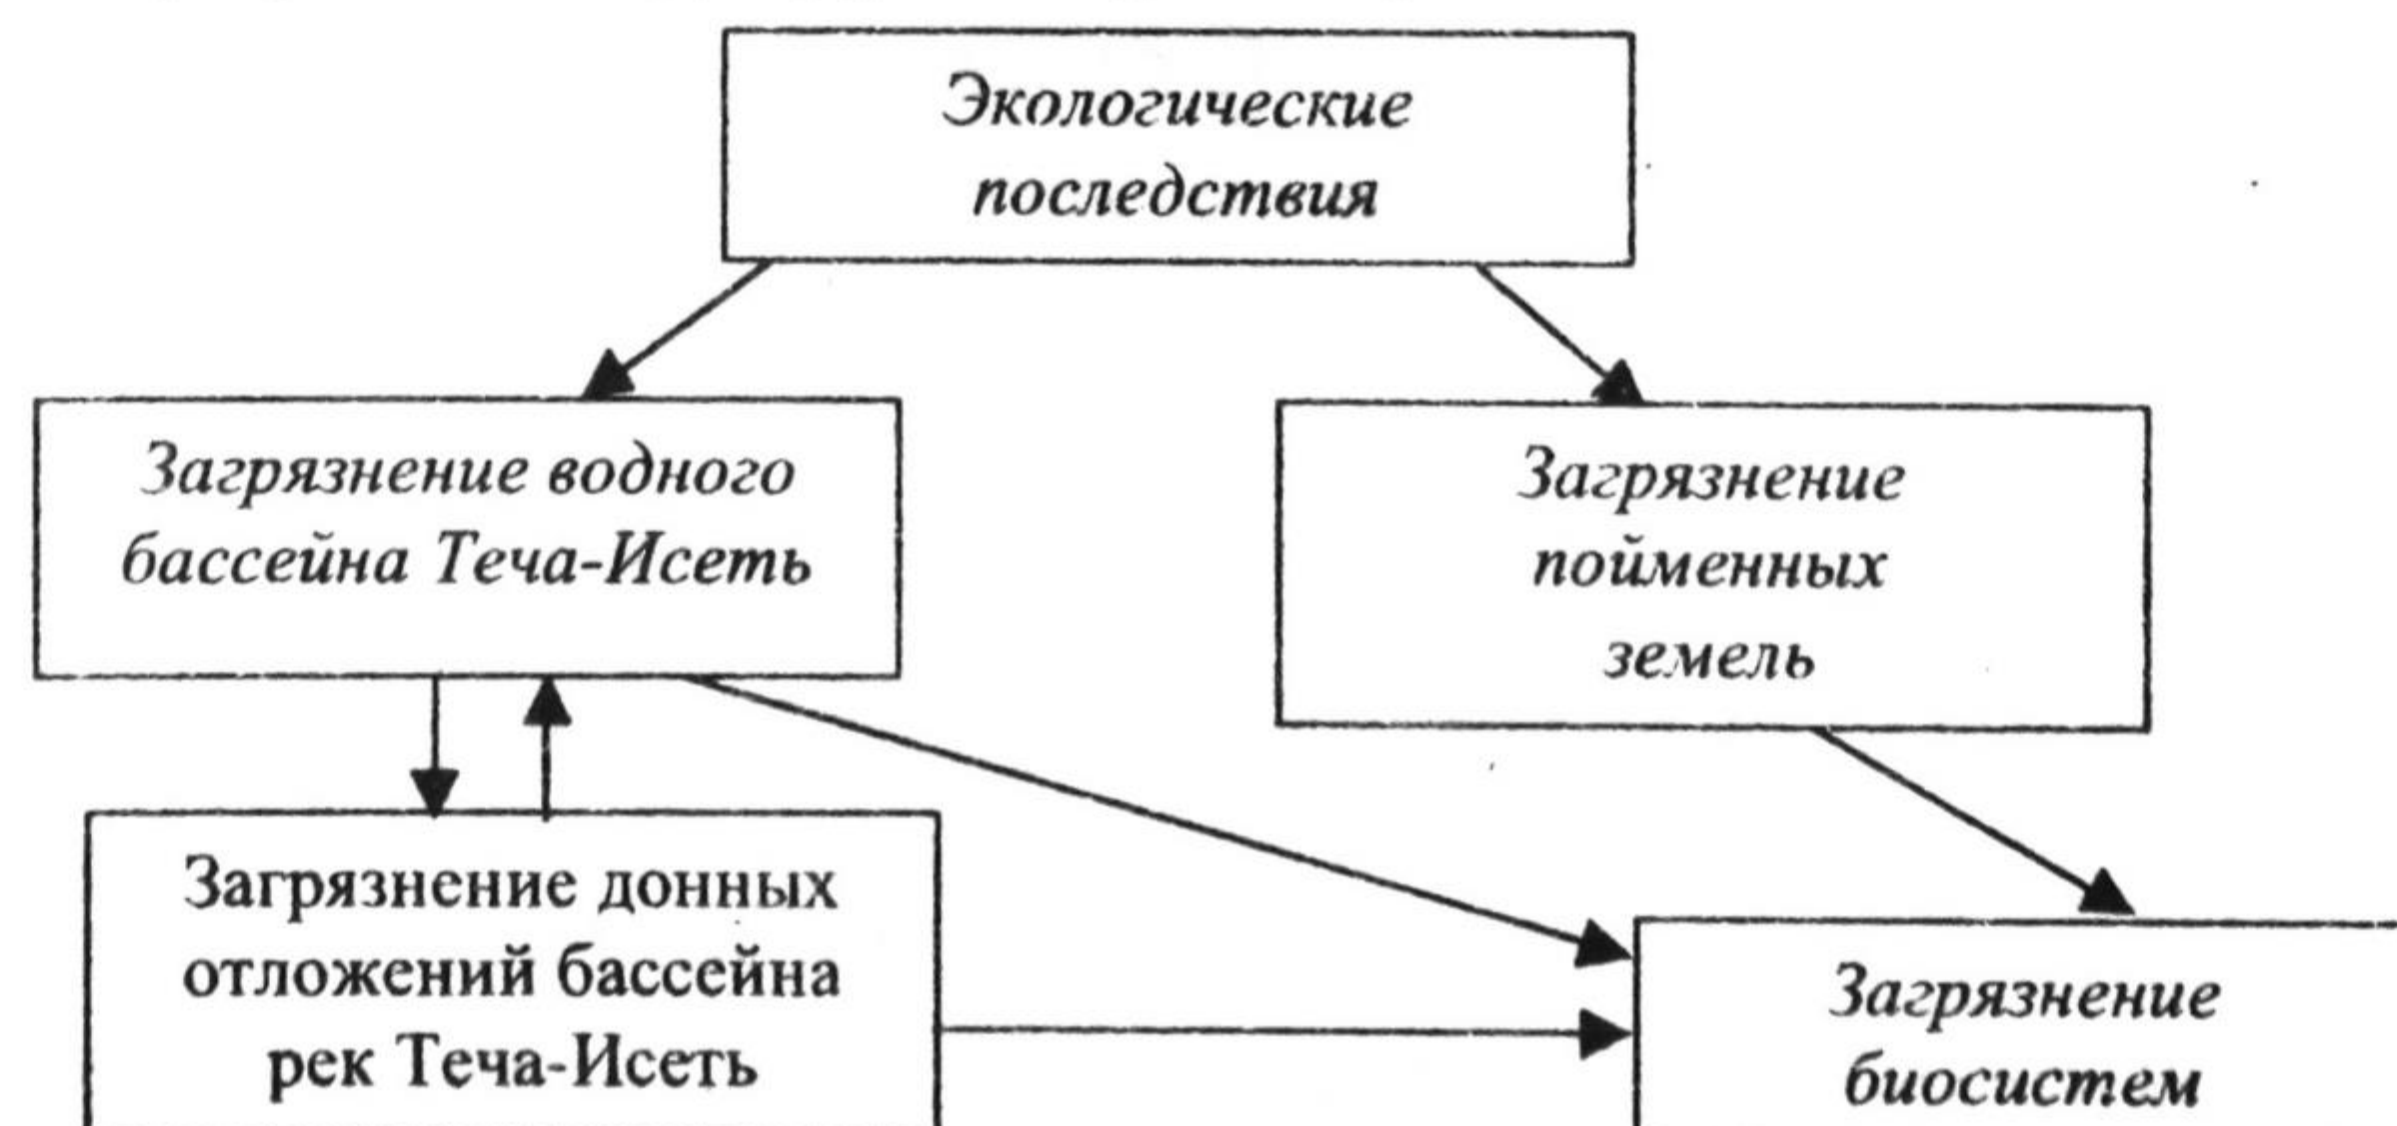 Экологические
последствия
Загрязнение водного
бассейна Теча-Исеть
Загрязнение
пойменных
земель
Загрязнение донных
отложений бассейна
рек Теча-Исеть
Загрязнение
биосистем